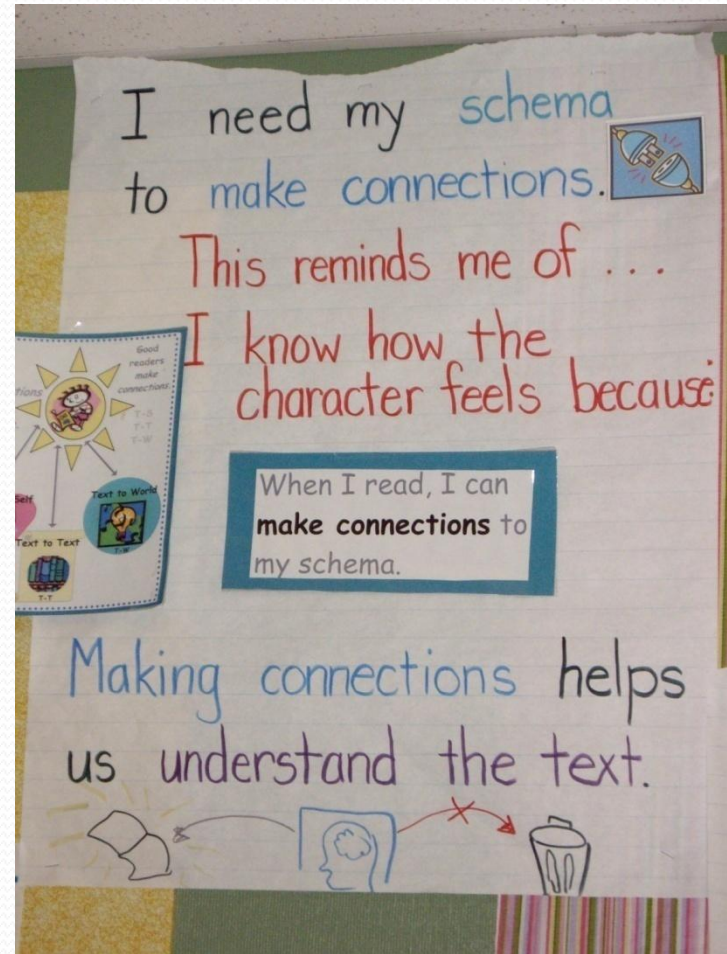 I need my schema
to make connections.
This reminds me of ...
I know how the
character feels because
Good
readers
make
connections.
T-S
T-T
T-W
Self
Text to World
T-W
Text to Text
T-T
When I read, I can
make connections to
my schema.
Making connections helps
us understand the text.